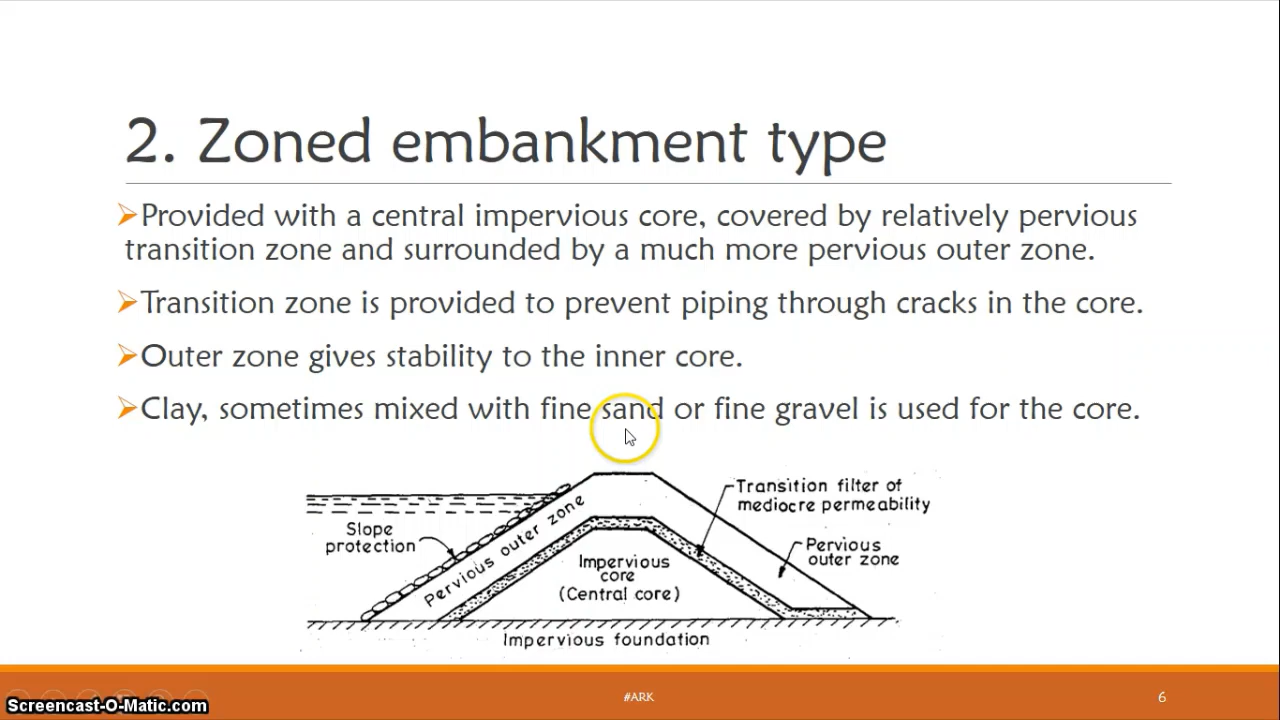 2. Zoned embankment type
➢Provided with a central impervious core, covered by relatively pervious
transition zone and surrounded by a much more pervious outer zone.
➢Transition zone is provided to prevent piping through cracks in the core.
➢Outer zone gives stability to the inner core.
➢Clay, sometimes mixed with fine sand or fine gravel is used for the core.
Slope
protection
Pervious outer zone
Impervious
core
(Central core)
Transition filter of
mediocre permeability
Pervious
outer zone
Impervious foundation
Screencast-O-Matic.com
#ARK
6